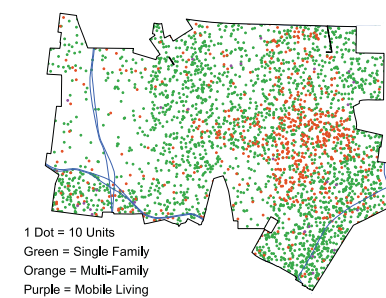 1 Dot = 10 Units
Green = Single Family
Orange = Multi-Family
Purple = Mobile Living